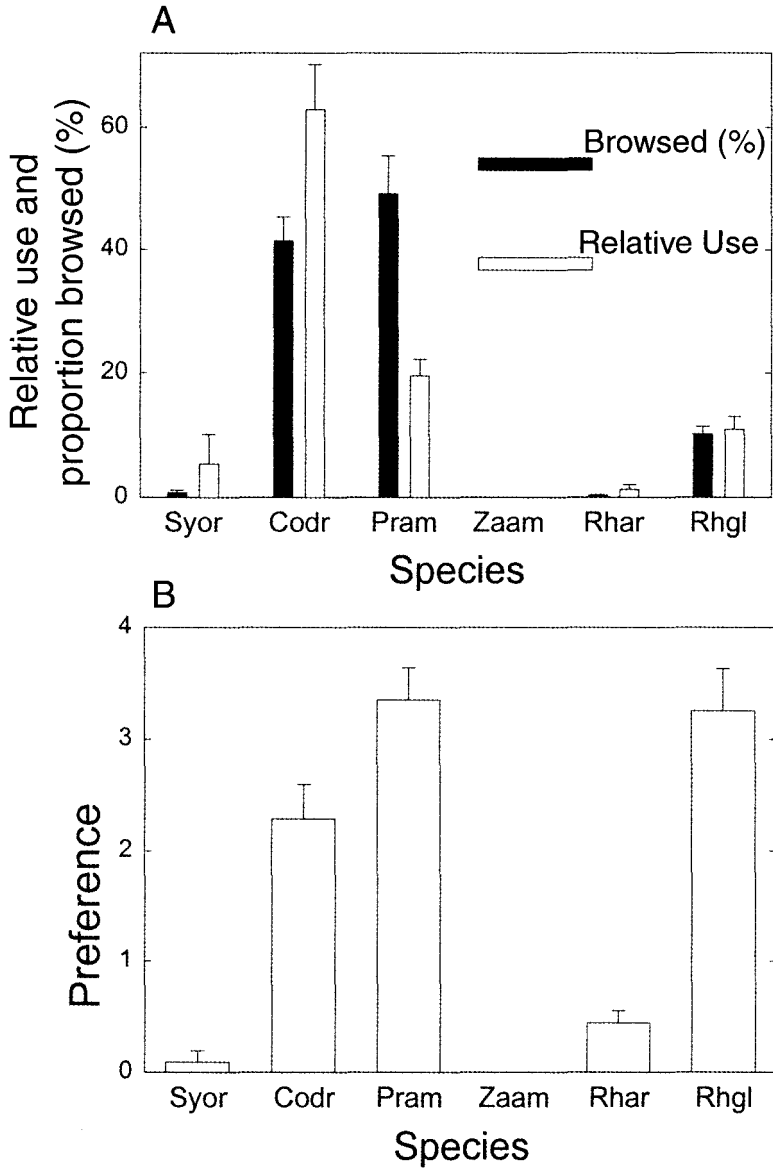 A
Relative use and
proportion browsed (%)
60
40
20
0
Browsed (%)
Relative Use
Syor Codr Pram Zaam Rhar Rhgl
Species
B
Preference
4
3
2
1
0
Syor Codr Pram Zaam Rhar Rhgl
Species